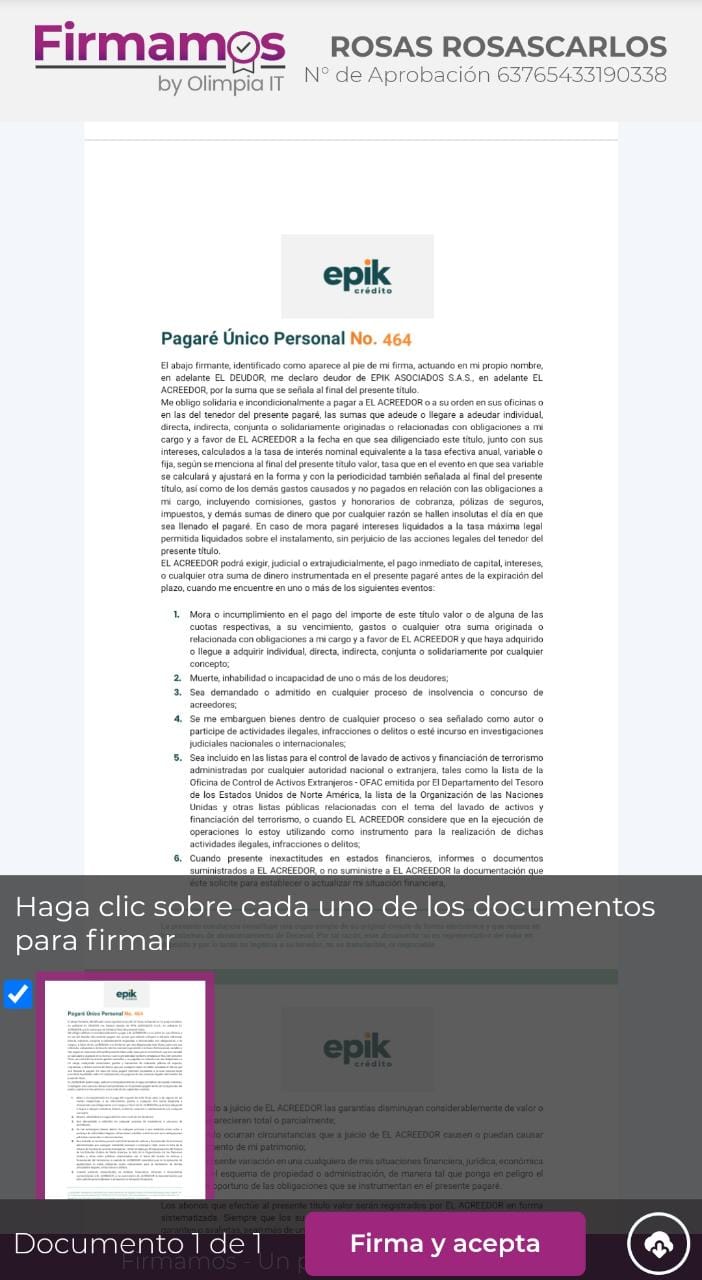 Firmamos
by Olimpia IT
ROSAS ROSASCARLOS
N° de Aprobación 63765433190338
epik
crédito
Pagaré Único Personal No. 464
El abajo firmante, identificado como aparece al pie de mi firma, actuando en mi propio nombre,
en adelante EL DEUDOR, me declaro deudor de EPIK ASOCIADOS S.A.S., en adelante EL
ACREEDOR, por la suma que se señala al final del presente título.
Me obligo solidaria e incondicionalmente a pagar a EL ACREEDOR o a su orden en sus oficinas o
en las del tenedor del presente pagaré, las sumas que adeude o llegare a adeudar individual,
directa, indirecta, conjunta o solidariamente originadas o relacionadas con obligaciones a mi
cargo y a favor de EL ACREEDOR a la fecha en que sea diligenciado este título, junto con sus
intereses, calculados a la tasa de interés nominal equivalente a la tasa efectiva anual, variable o
fija, según se menciona al final del presente título valor, tasa que en el evento en que sea variable
se calculará y ajustará en la forma y con la periodicidad también señalada al final del presente
título, así como de los demás gastos causados y no pagados en relación con las obligaciones a
mi cargo, incluyendo comisiones, gastos y honorarios de cobranza, pólizas de seguros,
impuestos, y demás sumas de dinero que por cualquier razón se hallen insolutas el día en que
sea llenado el pagaré. En caso de mora pagaré intereses liquidados a la tasa máxima legal
permitida liquidados sobre el instalamento, sin perjuicio de las acciones legales del tenedor del
presente título.
EL ACREEDOR podrá exigir, judicial o extrajudicialmente, el pago inmediato de capital, intereses,
o cualquier otra suma de dinero instrumentada en el presente pagaré antes de la expiración del
plazo, cuando me encuentre en uno o más de los siguientes eventos:
1. Mora o incumplimiento en el pago del importe de este título valor o de alguna de las
cuotas respectivas, a su vencimiento, gastos o cualquier otra suma originada o
relacionada con obligaciones a mi cargo y a favor de EL ACREEDOR y que haya adquirido
o llegue a adquirir individual, directa, indirecta, conjunta o solidariamente por cualquier
concepto;
2. Muerte, inhabilidad o incapacidad de uno o más de los deudores;
3. Sea demandado o admitido en cualquier proceso de insolvencia o concurso de
acreedores;
4. Se me embarguen bienes dentro de cualquier proceso o sea señalado como autor o
participe de actividades ilegales, infracciones o delitos o esté incurso en investigaciones
judiciales nacionales o internacionales;
5. Sea incluido en las listas para el control de lavado de activos y financiación de terrorismo
administradas por cualquier autoridad nacional o extranjera, tales como la lista de la
Oficina de Control de Activos Extranjeros - OFAC emitida por El Departamento del Tesoro
de los Estados Unidos de Norte América, la lista de la Organización de las Naciones
Unidas y otras listas públicas relacionadas con el tema del lavado de activos y
financiación del terrorismo, o cuando EL ACREEDOR considere que en la ejecución de
operaciones lo estoy utilizando como instrumento para la realización de dichas
actividades ilegales, infracciones o delitos;
6. Cuando presente inexactitudes en estados financieros, informes o documentos
suministrados a EL ACREEDOR, o no suministre a EL ACREEDOR la documentación que
éste solicite para establecer o actualizar mi situación financiera,
Haga clic sobre cada uno de los documentos
para firmar
epik
Pagaré Único Personal No. 464
epik
crédito
o a juicio de EL ACREEDOR las garantías disminuyan considerablemente de valor o
arecieren total o parcialmente;
o ocurran circunstancias que a juicio de EL ACREEDOR causen o puedan causar
ento de mi patrimonio;
sente variación en una cualquiera de mis situaciones financiera, jurídica, económica
l esquema de propiedad o administración, de manera tal que ponga en peligro el
oportuno de las obligaciones que se instrumentan en el presente pagaré.
Los abonos que efectúe al presente título valor serán registrados por EL ACREEDOR en forma
sistematizada. Siempre que los su
Documento 1 de 1
Firma y acepta
Firmamos - Un p